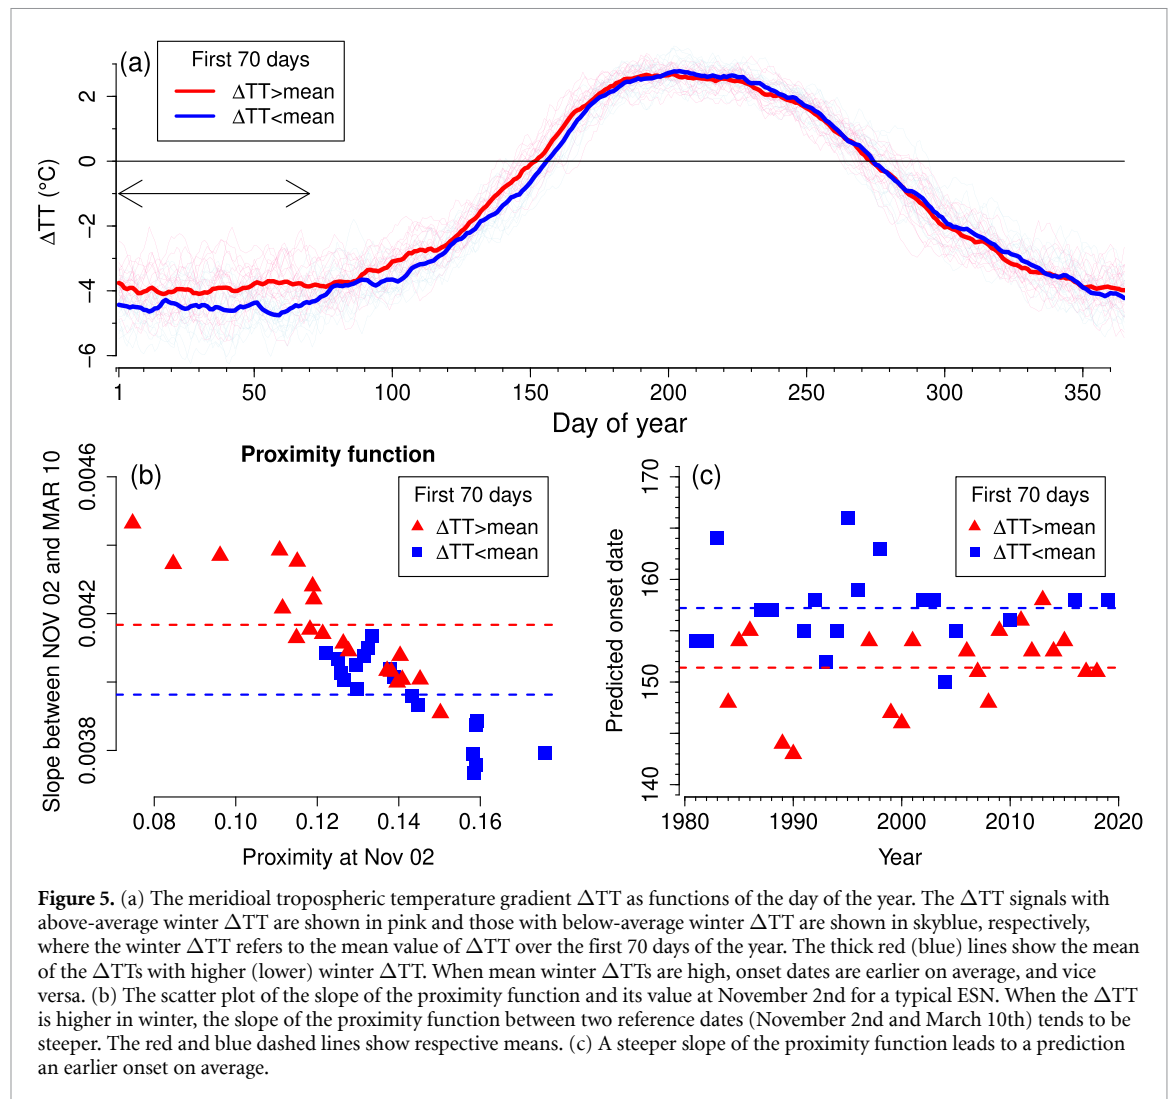 (a)
First 70 days
ΔTT>mean
ΔTT<mean
ΔTT (°C)
2
0
−2
−4
−6
1 50 100 150 200 250 300 350
Day of year
Proximity function
(b)
First 70 days
ΔTT>mean
ΔTT<mean
Slope between NOV 02 and MAR 10
0.0046
0.0042
0.0038
0.08 0.10 0.12 0.14 0.16
Proximity at Nov 02
(c)
First 70 days
ΔTT>mean
ΔTT<mean
Predicted onset date
170
160
150
140
1980 1990 2000 2010 2020
Year
Figure 5. (a) The meridioal tropospheric temperature gradient ΔTT as functions of the day of the year. The ΔTT signals with
above-average winter ΔTT are shown in pink and those with below-average winter ΔTT are shown in skyblue, respectively,
where the winter ΔTT refers to the mean value of ΔTT over the first 70 days of the year. The thick red (blue) lines show the mean
of the ΔTTs with higher (lower) winter ΔTT. When mean winter ΔTTs are high, onset dates are earlier on average, and vice
versa. (b) The scatter plot of the slope of the proximity function and its value at November 2nd for a typical ESN. When the ΔTT
is higher in winter, the slope of the proximity function between two reference dates (November 2nd and March 10th) tends to be
steeper. The red and blue dashed lines show respective means. (c) A steeper slope of the proximity function leads to a prediction
an earlier onset on average.